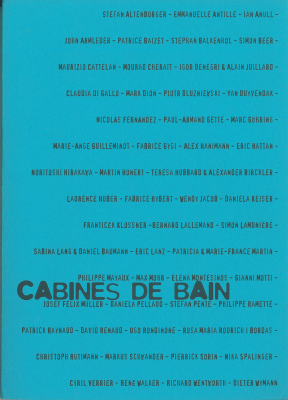 STEFAN ALTENBURGER – EMMANUELLE ANTILLE – IAN ANÜLL –
JOHN ARMLEDER – PATRICE BAIZET – STEPHAN BALKENHOL – SIMON BEER –
MAURIZIO CATTELAN – MOURAD CHERAIT – IGOR DENEGRI & ALAIN JUILLARD –
CLAUDIA DI GALLO – MARK DION – PIOTR DLUZNIEWSKI – YAN DUYVENDAK –
NICOLAS FERNANDEZ – PAUL-ARMAND GETTE – MARC GÖHRING –
MARIE-ANGE GUILLEMINOT – FABRICE GYGI – ALEX HANIMANN – ERIC HATTAN –
NORITOSHI HIRAKAWA – MARTIN HONERT – TERESA HUBBARD & ALEXANDER BIRCHLER –
LAURENCE HUBER – FABRICE HYBERT – WENDY JACOB – DANIELA KEISER –
FRANTICEK KLOSSNER –BERNARD LALLEMAND – SIMON LAMUNIÈRE –
SABINA LANG & DANIEL BAUMANN – ERIC LANZ – PATRICIA & MARIE-FRANCE MARTIN –
PHILIPPE MAYAUX – MAX MOHR – ELENA MONTESINOS – GIANNI MOTTI –
CABINES DE BAIN
JOSEF FELIX MÜLLER – DANIELA PELLAUD – STEFAN PENTE – PHILIPPE RAMETTE –
PATRICK RAYNAUD – DAVID RENAUD – UGO RONDINONE – ROSA MARIA RODRICH I BORDAS –
CHRISTOPH RÜTIMANN – MARKUS SCHWANDER – PIERRICK SORIN – NIKA SPALINGER –
CYRIL VERRIER – RENÉ WALKER – RICHARD WENTWORTH – DIETER WYMANN